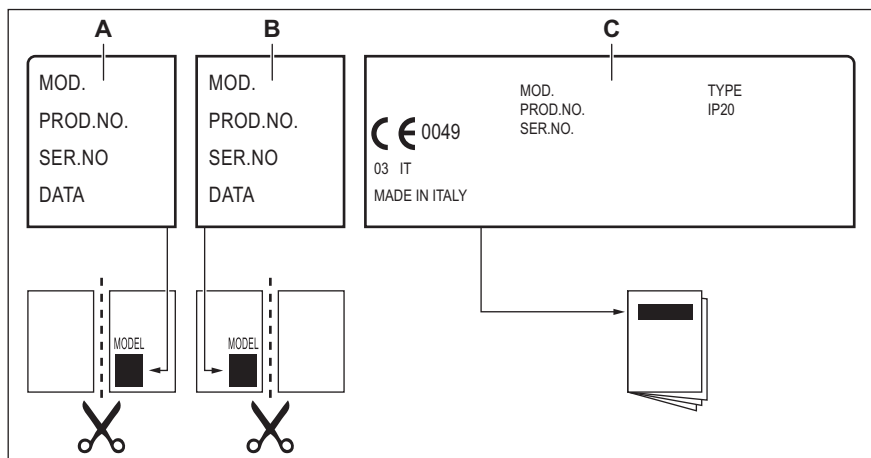 A
B
C
MOD.
PROD.NO.
SER.NO
DATA
MOD.
PROD.NO.
SER.NO
DATA
MOD.
PROD.NO.
SER.NO.
TYPE
IP20
CE 0049
03 IT
MADE IN ITALY
MODEL
MODEL